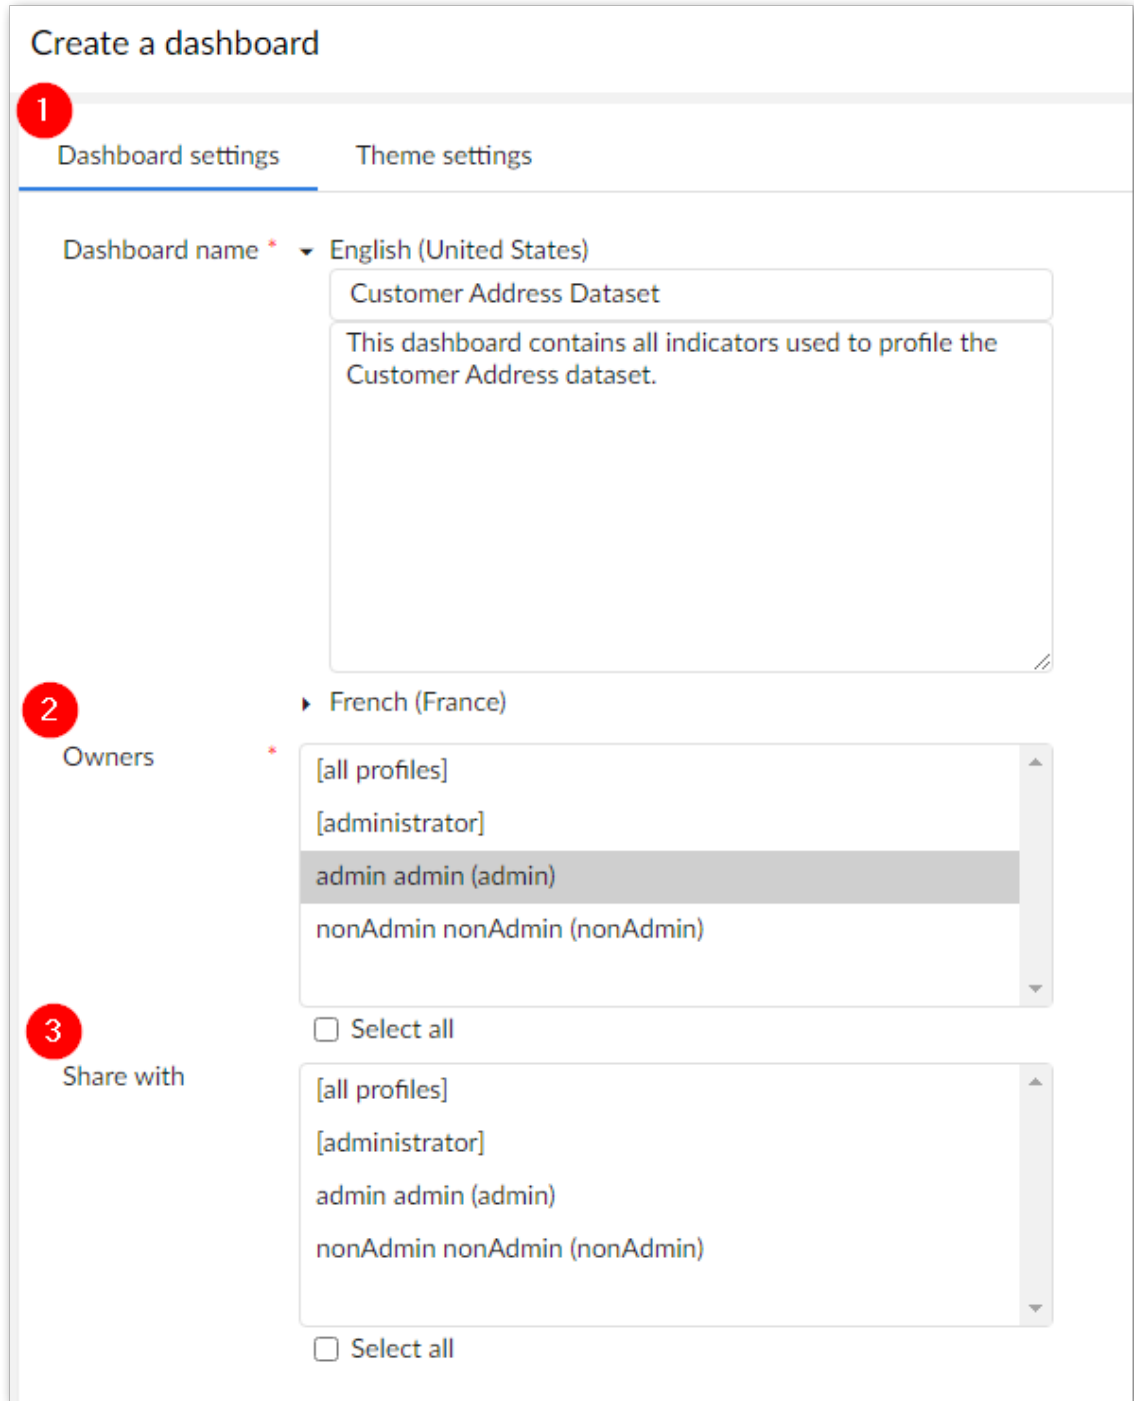 Create a dashboard
1
Dashboard settings Theme settings
Dashboard name * English (United States)
Customer Address Dataset
This dashboard contains all indicators used to profile the
Customer Address dataset.
2
French (France)
Owners *
[all profiles]
[administrator]
admin admin (admin)
nonAdmin nonAdmin (nonAdmin)
3
Select all
Share with
[all profiles]
[administrator]
admin admin (admin)
nonAdmin nonAdmin (nonAdmin)
Select all